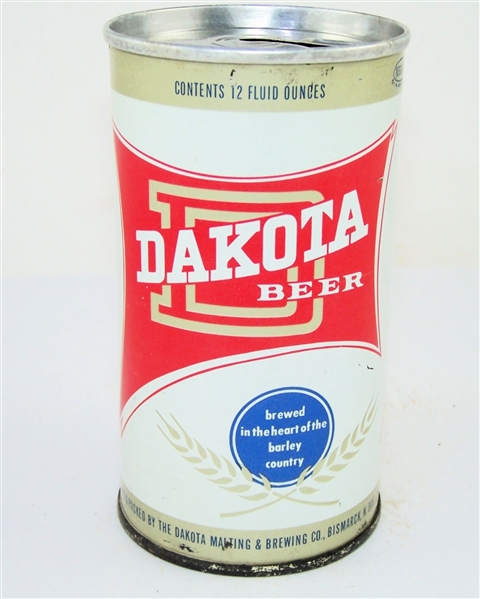 CONTENTS 12 FLUID OUNCES
D
DAKOTA
BEER
brewed
in the heart of the
barley
country
BY THE DAKOTA MALTING & BREWING CO., BISMARCK, N.